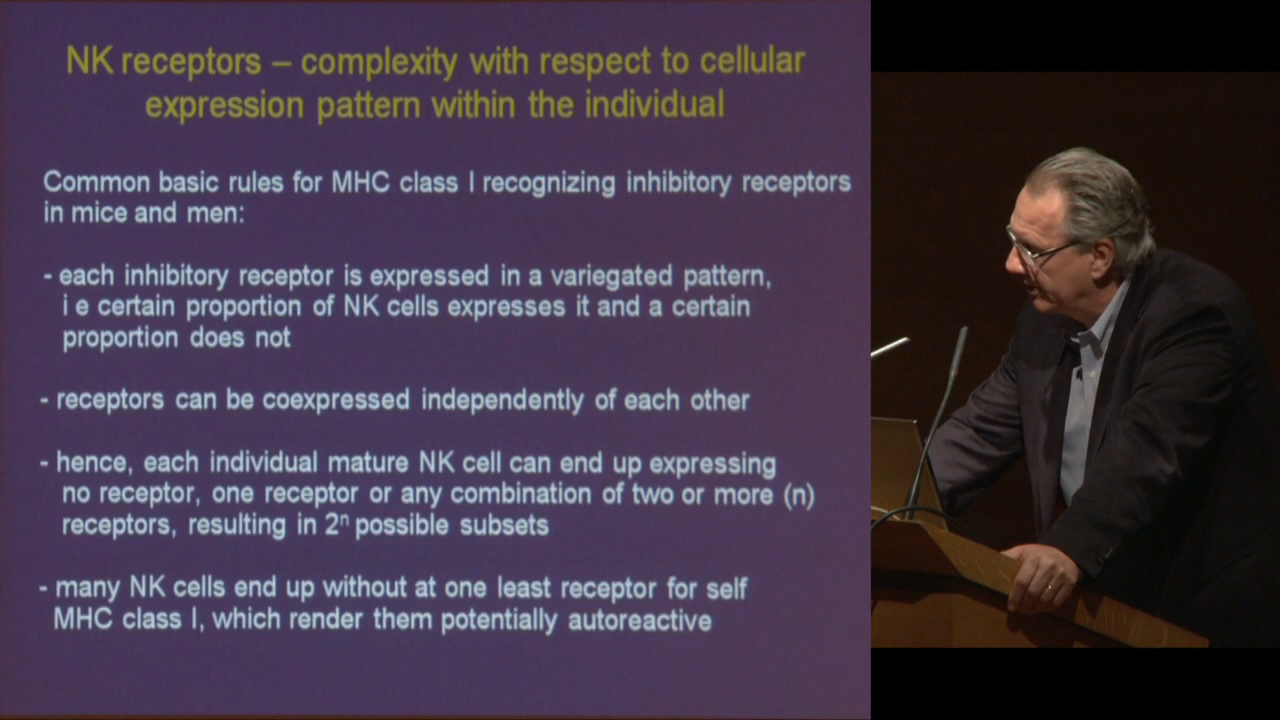 NK receptors – complexity with respect to cellular
expression pattern within the individual
Common basic rules for MHC class I recognizing inhibitory receptors
in mice and men:
- each inhibitory receptor is expressed in a variegated pattern,
i e certain proportion of NK cells expresses it and a certain
proportion does not
- receptors can be coexpressed independently of each other
- hence, each individual mature NK cell can end up expressing
no receptor, one receptor or any combination of two or more (n)
receptors, resulting in 2ⁿ possible subsets
- many NK cells end up without at one least receptor for self
MHC class I, which render them potentially autoreactive